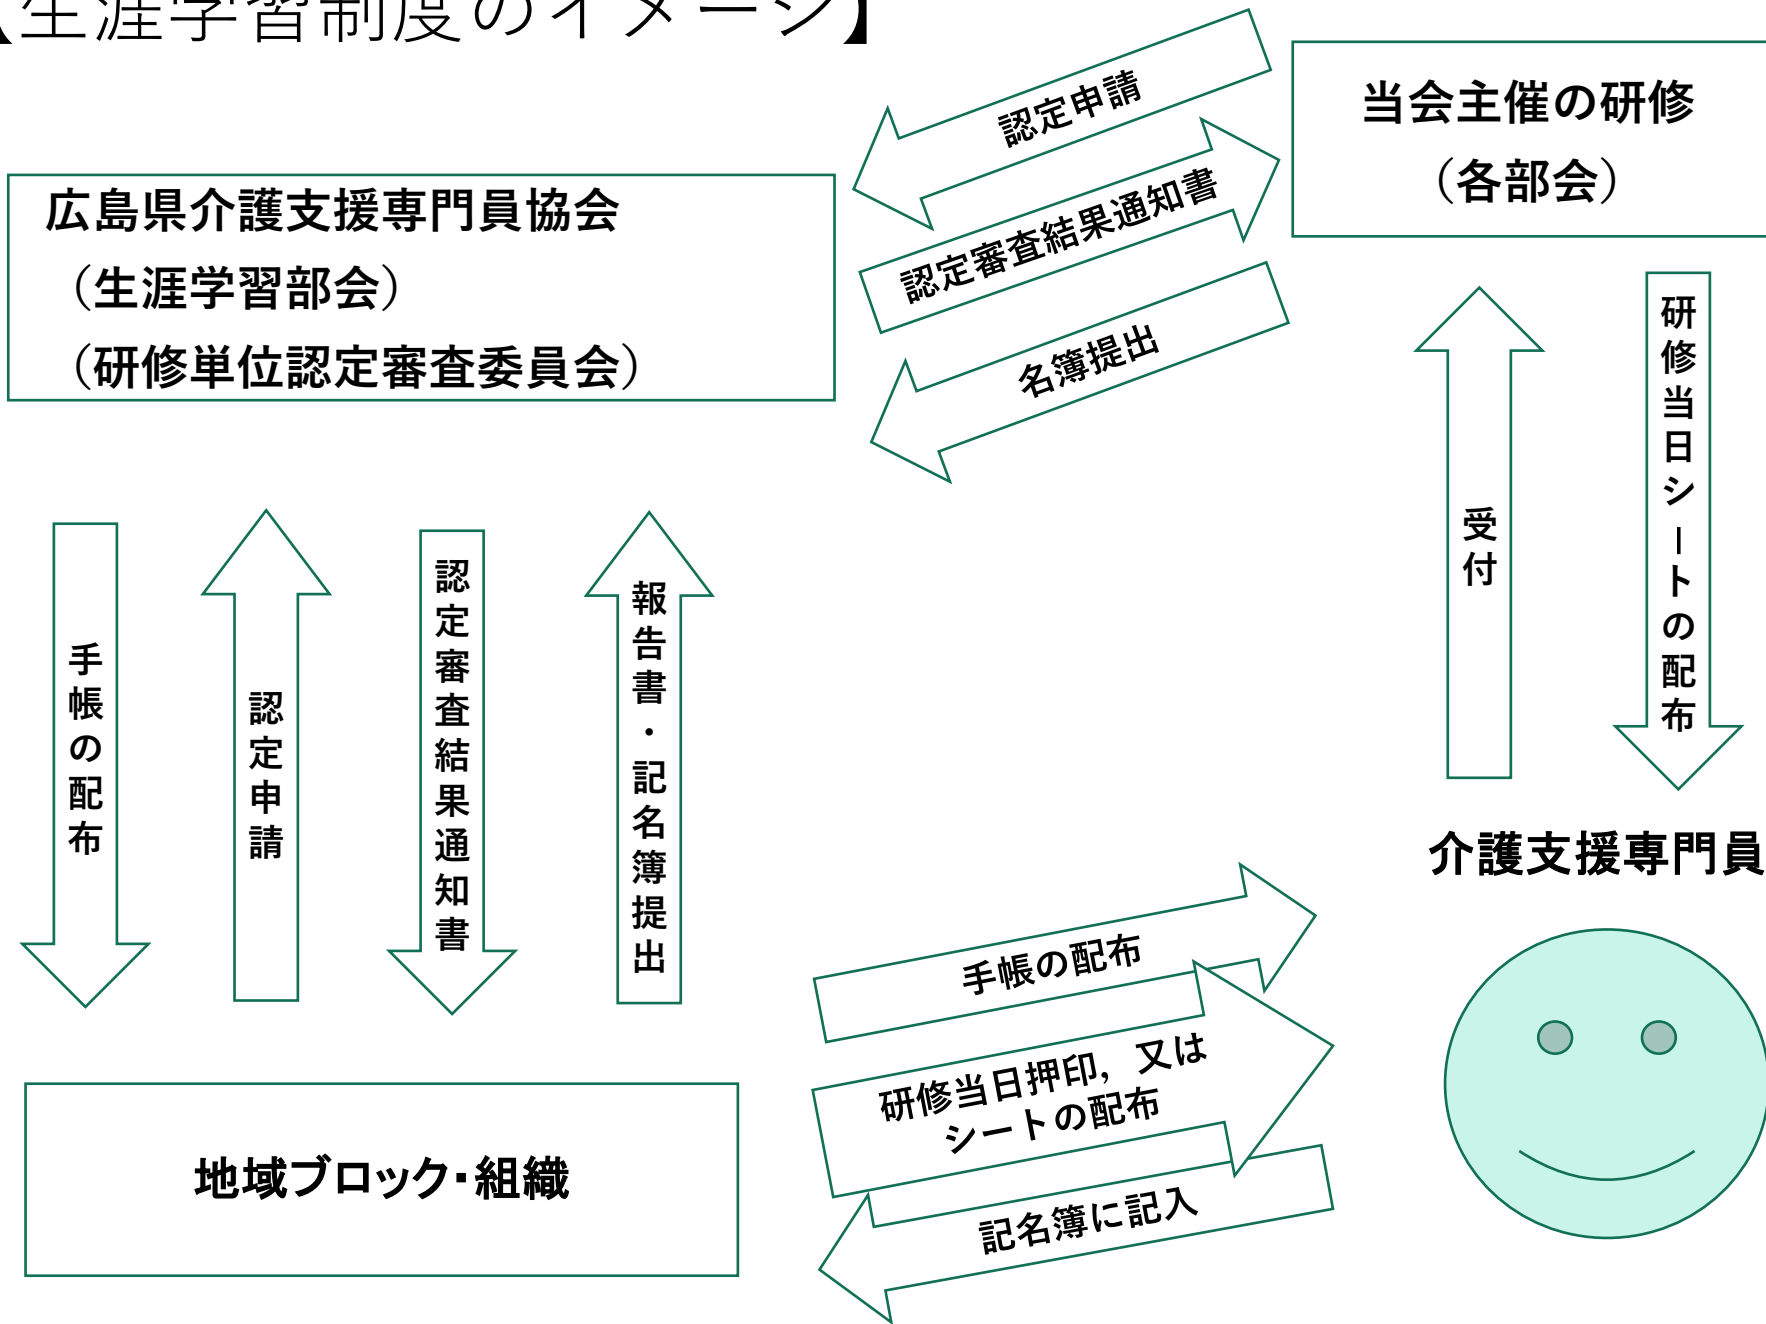 【生涯学習制度のイメージ】
当会主催の研修
（各部会）
広島県介護支援専門員協会
（生涯学習部会）
（研修単位認定審査委員会）
認定申請
認定審査結果通知書
名簿提出
受付
研修当日シートの配布
手帳の配布
認定申請
認定審査結果通知書
報告書・記名簿提出
介護支援専門員
手帳の配布
研修当日押印，又は
シートの配布
記名簿に記入
地域ブロック・組織